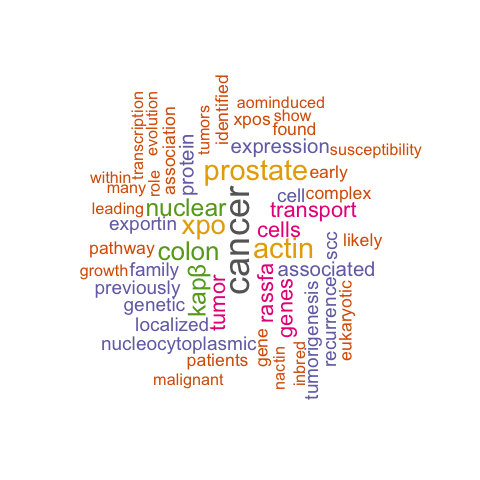 identified
aominduced
transcription
evolution
tumors
xpos
show
association
found
role
protein
expression
susceptibility
within
many
prostate
early
cell
complex
leading
nuclear
cancer
transport
exportin
xpo
cells
scc
likely
pathway
colon
actin
growth
family
kapβ
tumor
rassfa
genes
associated
previously
genetic
tumorigenesis
recurrence
eukaryotic
localized
nucleocytoplasmic
gene
nactin
inbred
patients
malignant